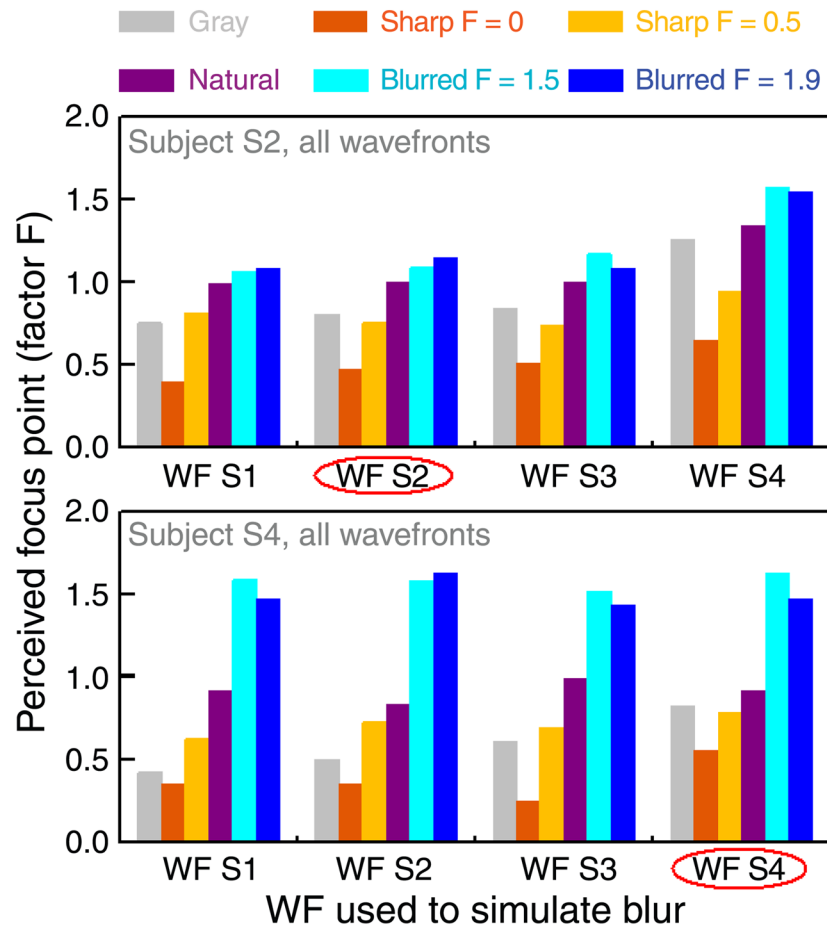 Gray Sharp F = 0 Sharp F = 0.5
Natural Blurred F = 1.5 Blurred F = 1.9
Perceived focus point (factor F)
2.0
Subject S2, all wavefronts
1.5
1.0
0.5
0.0
WF S1 WF S2 WF S3 WF S4
2.0
Subject S4, all wavefronts
1.5
1.0
0.5
0.0
WF S1 WF S2 WF S3 WF S4
WF used to simulate blur